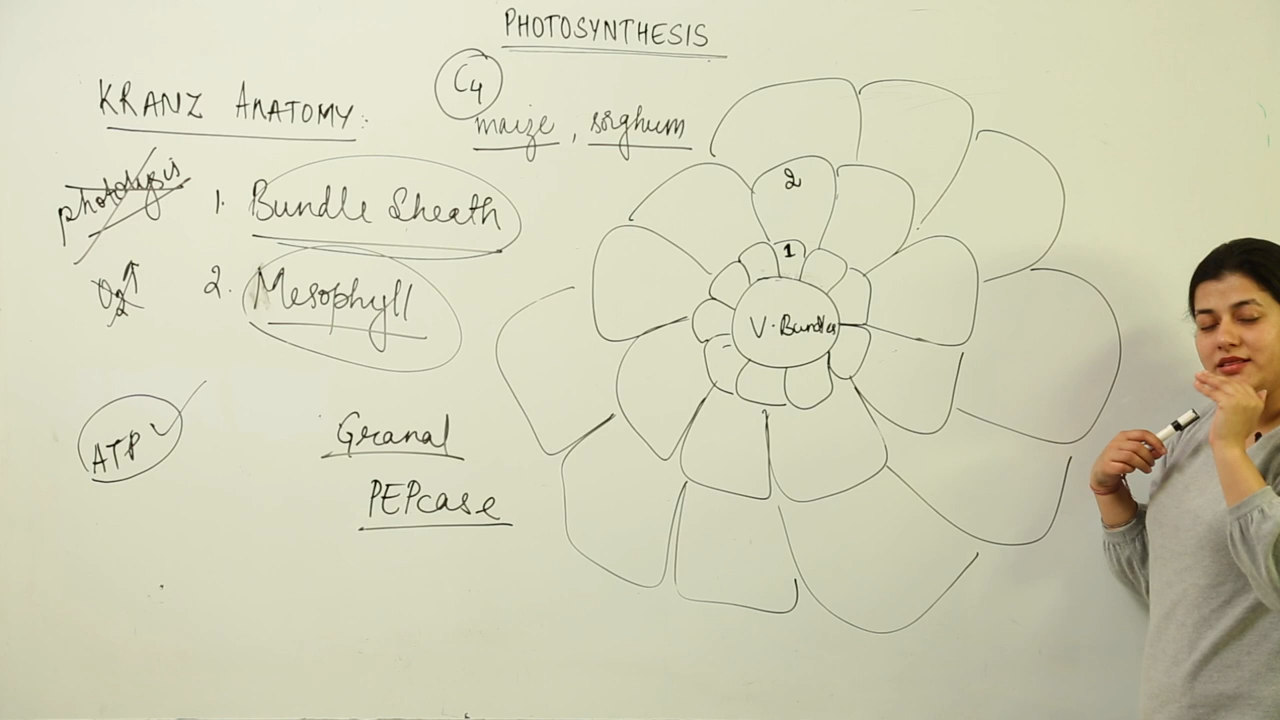 PHOTOSYNTHESIS
C4
KRANZ ANATOMY:
maize, sorghum
photolysis
1. Bundle Sheath
O2↑
2. Mesophyll
ATP
Granal
PEPcase
2
1
V. Bundle